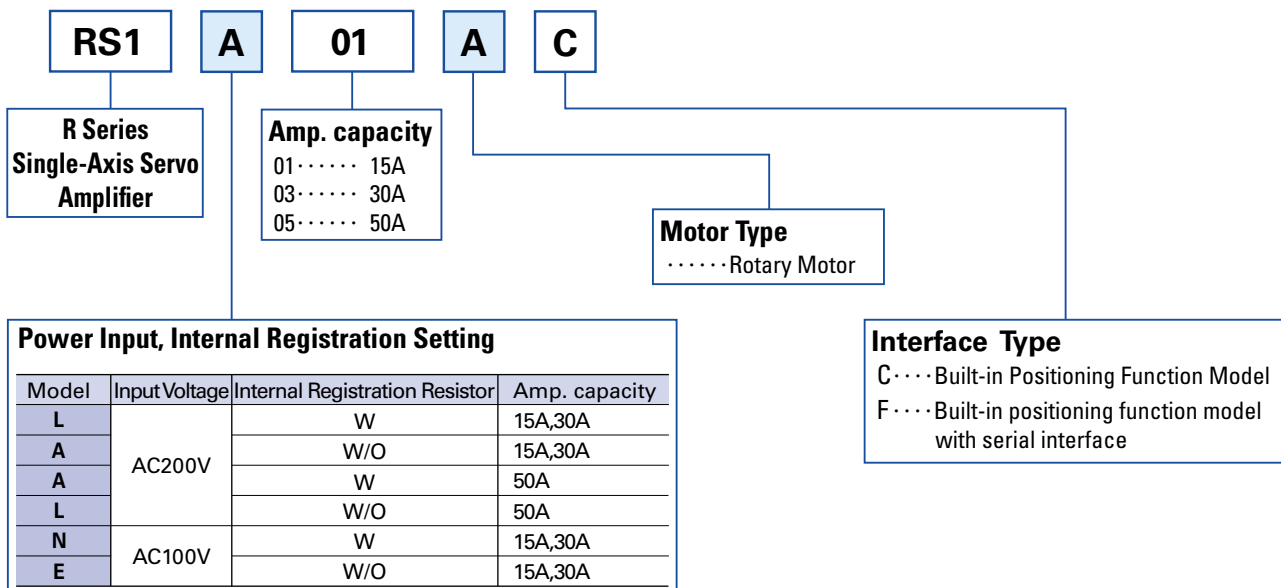 RS1 A 01 A C
R Series
Single-Axis Servo
Amplifier
Amp. capacity
01······ 15A
03······ 30A
05······ 50A
Motor Type
······Rotary Motor
Power Input, Internal Registration Setting
Model Input Voltage Internal Registration Resistor Amp. capacity
L AC200V W 15A,30A
A W/O 15A,30A
A W 50A
L W/O 50A
N AC100V W 15A,30A
E W/O 15A,30A
Interface Type
C····Built-in Positioning Function Model
F····Built-in positioning function model
with serial interface